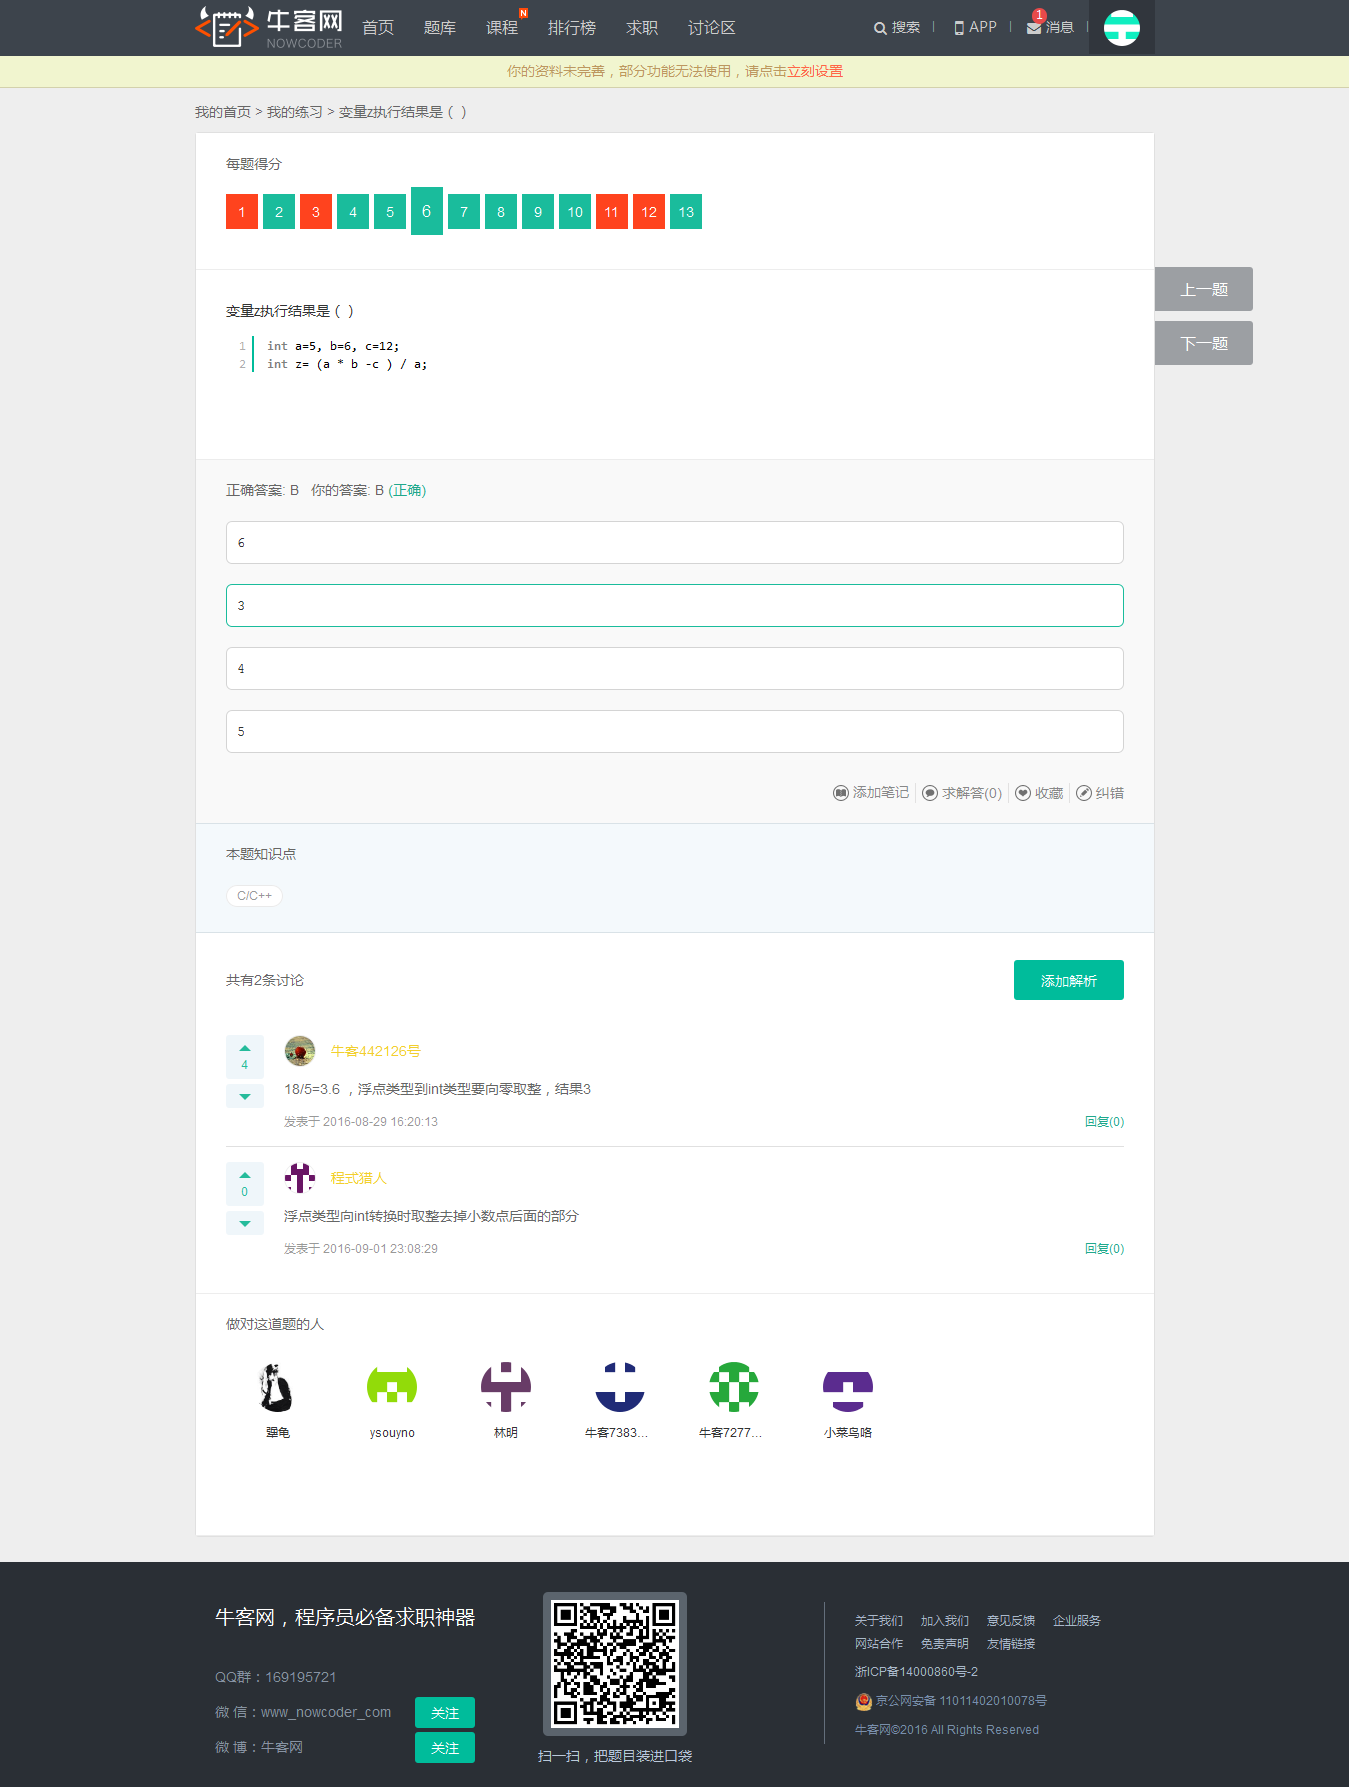 牛客网
NOWCODER
首页 题库 课程 N 排行榜 求职 讨论区 搜索 APP 1 消息
你的资料未完善，部分功能无法使用，请点击立刻设置
我的首页 > 我的练习 > 变量z执行结果是（ ）
每题得分
1 2 3 4 5 6 7 8 9 10 11 12 13
上一题
下一题
变量z执行结果是（ ）
1 int a=5, b=6, c=12;
2 int z= (a * b -c ) / a;
正确答案: B 你的答案: B (正确)
6
3
4
5
添加笔记 求解答(0) 收藏 纠错
本题知识点
C/C++
共有2条讨论
添加解析
4
牛客442126号
18/5=3.6 ，浮点类型到int类型要向零取整，结果3
发表于 2016-08-29 16:20:13 回复(0)
0
程式猫人
浮点类型向int转换时取整去掉小数点后面的部分
发表于 2016-09-01 23:08:29 回复(0)
做对这道题的人
ysouyno 林明 牛客7383... 牛客7277... 小菜鸟咯
牛客网，程序员必备求职神器
QQ群：169195721
微 信：www_nowcoder_com 关注
微 博：牛客网 关注
扫一扫，把题目装进口袋
关于我们 加入我们 意见反馈 企业服务
网站合作 免责声明 友情链接
浙ICP备14000860号-2
京公网安备 11011402010078号
牛客网©2016 All Rights Reserved